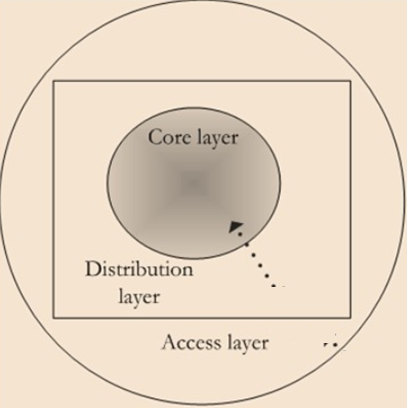 Core layer
Distribution
layer
Access layer